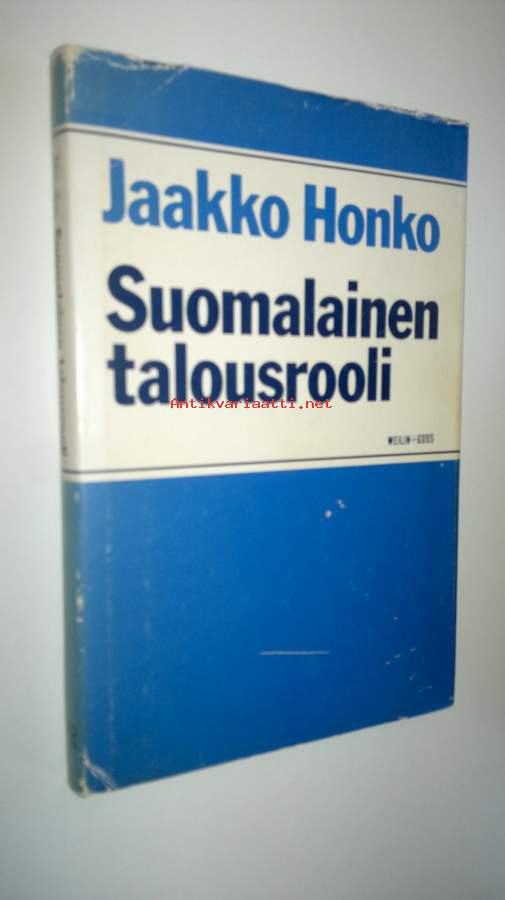 Jaakko Honko
Suomalainen
talousrooli
Antikvariaatti.net
WEILIN+GÖÖS